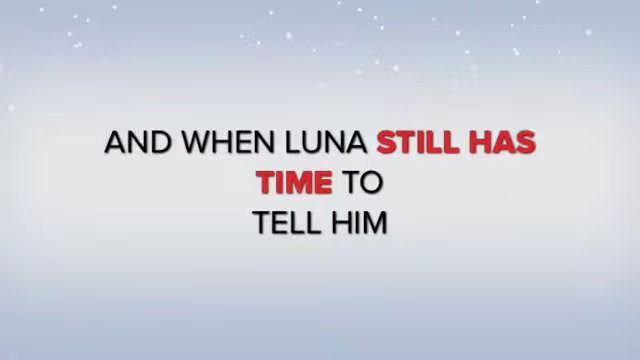 AND WHEN LUNA STILL HAS
TIME TO
TELL HIM